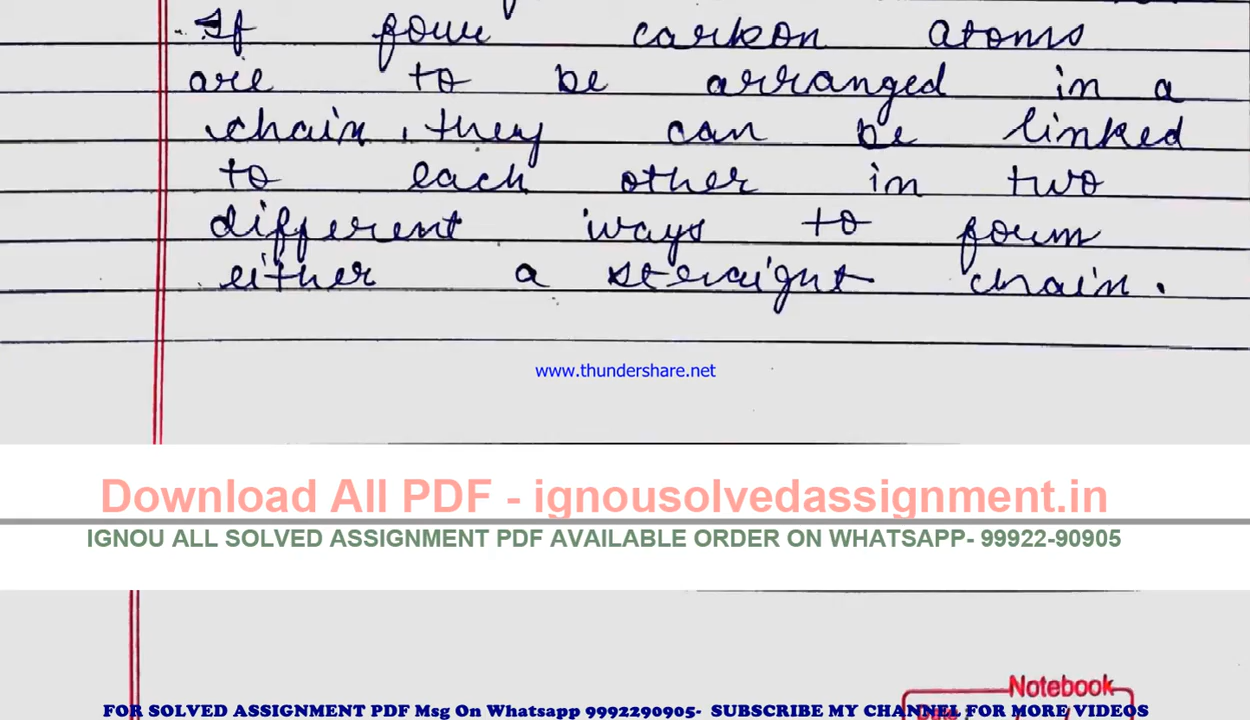 If four carbon atoms
are to be arranged in a
chain, they can be linked
to each other in two
different ways to form
either a straight chain.
www.thundershare.net
Download All PDF - ignousolvedassignment.in
IGNOU ALL SOLVED ASSIGNMENT PDF AVAILABLE ORDER ON WHATSAPP- 99922-90905
Notebook
FOR SOLVED ASSIGNMENT PDF Msg On Whatsapp 9992290905- SUBSCRIBE MY CHANNEL FOR MORE VIDEOS